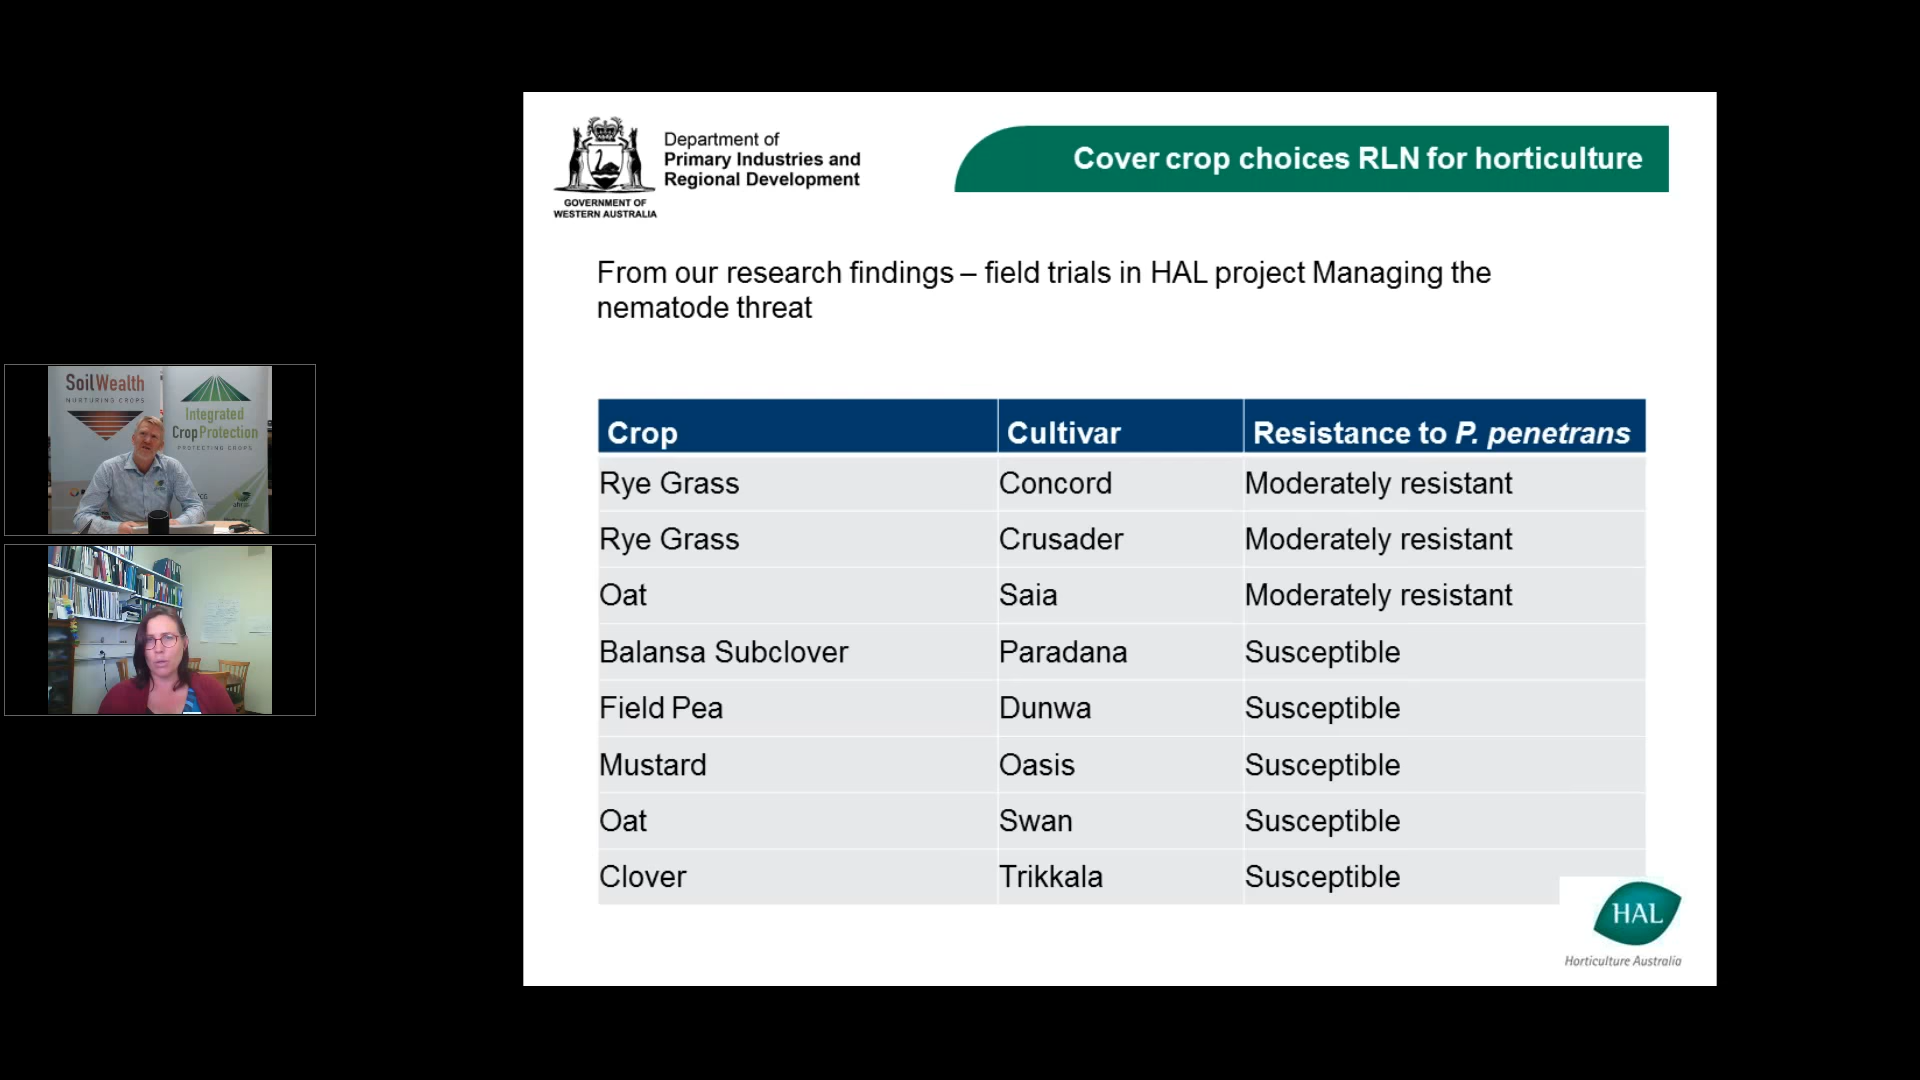 SoilWealth
NURTURING CROPS
Integrated
CropProtection
PROTECTING CROPS
Department of
Primary Industries and
Regional Development
GOVERNMENT OF
WESTERN AUSTRALIA
Cover crop choices RLN for horticulture
From our research findings – field trials in HAL project Managing the
nematode threat
Crop Cultivar Resistance to P. penetrans
Rye Grass Concord Moderately resistant
Rye Grass Crusader Moderately resistant
Oat Saia Moderately resistant
Balansa Subclover Paradana Susceptible
Field Pea Dunwa Susceptible
Mustard Oasis Susceptible
Oat Swan Susceptible
Clover Trikkala Susceptible
HAL
Horticulture Australia